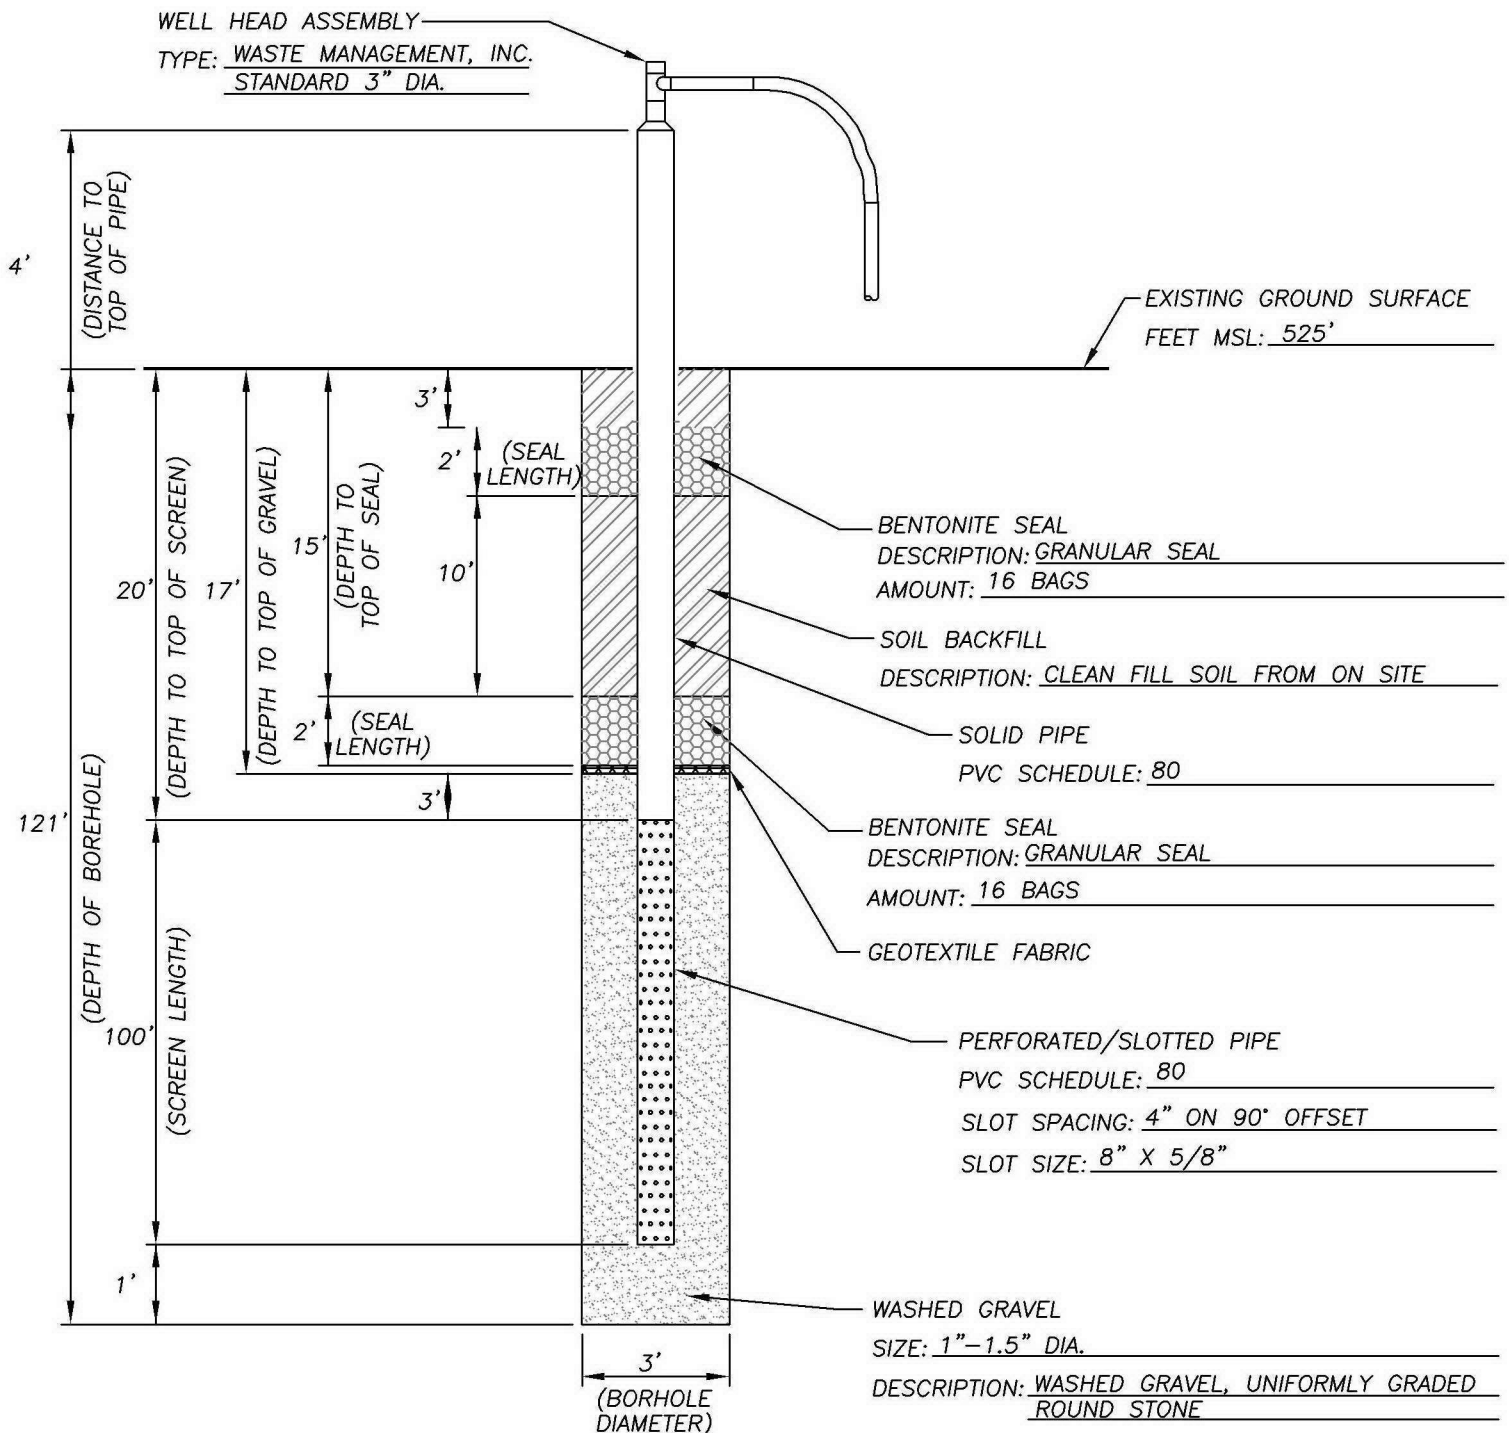 WELL HEAD ASSEMBLY
TYPE: WASTE MANAGEMENT, INC.
STANDARD 3" DIA.
4'
(DISTANCE TO
TOP OF PIPE)
EXISTING GROUND SURFACE
FEET MSL: 525'
3'
2'
(SEAL
LENGTH)
10'
15'
(DEPTH TO
TOP OF SEAL)
17'
(DEPTH TO TOP OF GRAVEL)
20'
(DEPTH TO TOP OF SCREEN)
2'
(SEAL
LENGTH)
3'
121'
(DEPTH OF BOREHOLE)
100'
(SCREEN LENGTH)
1'
BENTONITE SEAL
DESCRIPTION: GRANULAR SEAL
AMOUNT: 16 BAGS
SOIL BACKFILL
DESCRIPTION: CLEAN FILL SOIL FROM ON SITE
SOLID PIPE
PVC SCHEDULE: 80
BENTONITE SEAL
DESCRIPTION: GRANULAR SEAL
AMOUNT: 16 BAGS
GEOTEXTILE FABRIC
PERFORATED/SLOTTED PIPE
PVC SCHEDULE: 80
SLOT SPACING: 4" ON 90° OFFSET
SLOT SIZE: 8" X 5/8"
WASHED GRAVEL
SIZE: 1"-1.5" DIA.
DESCRIPTION: WASHED GRAVEL, UNIFORMLY GRADED
ROUND STONE
3'
(BORHOLE
DIAMETER)